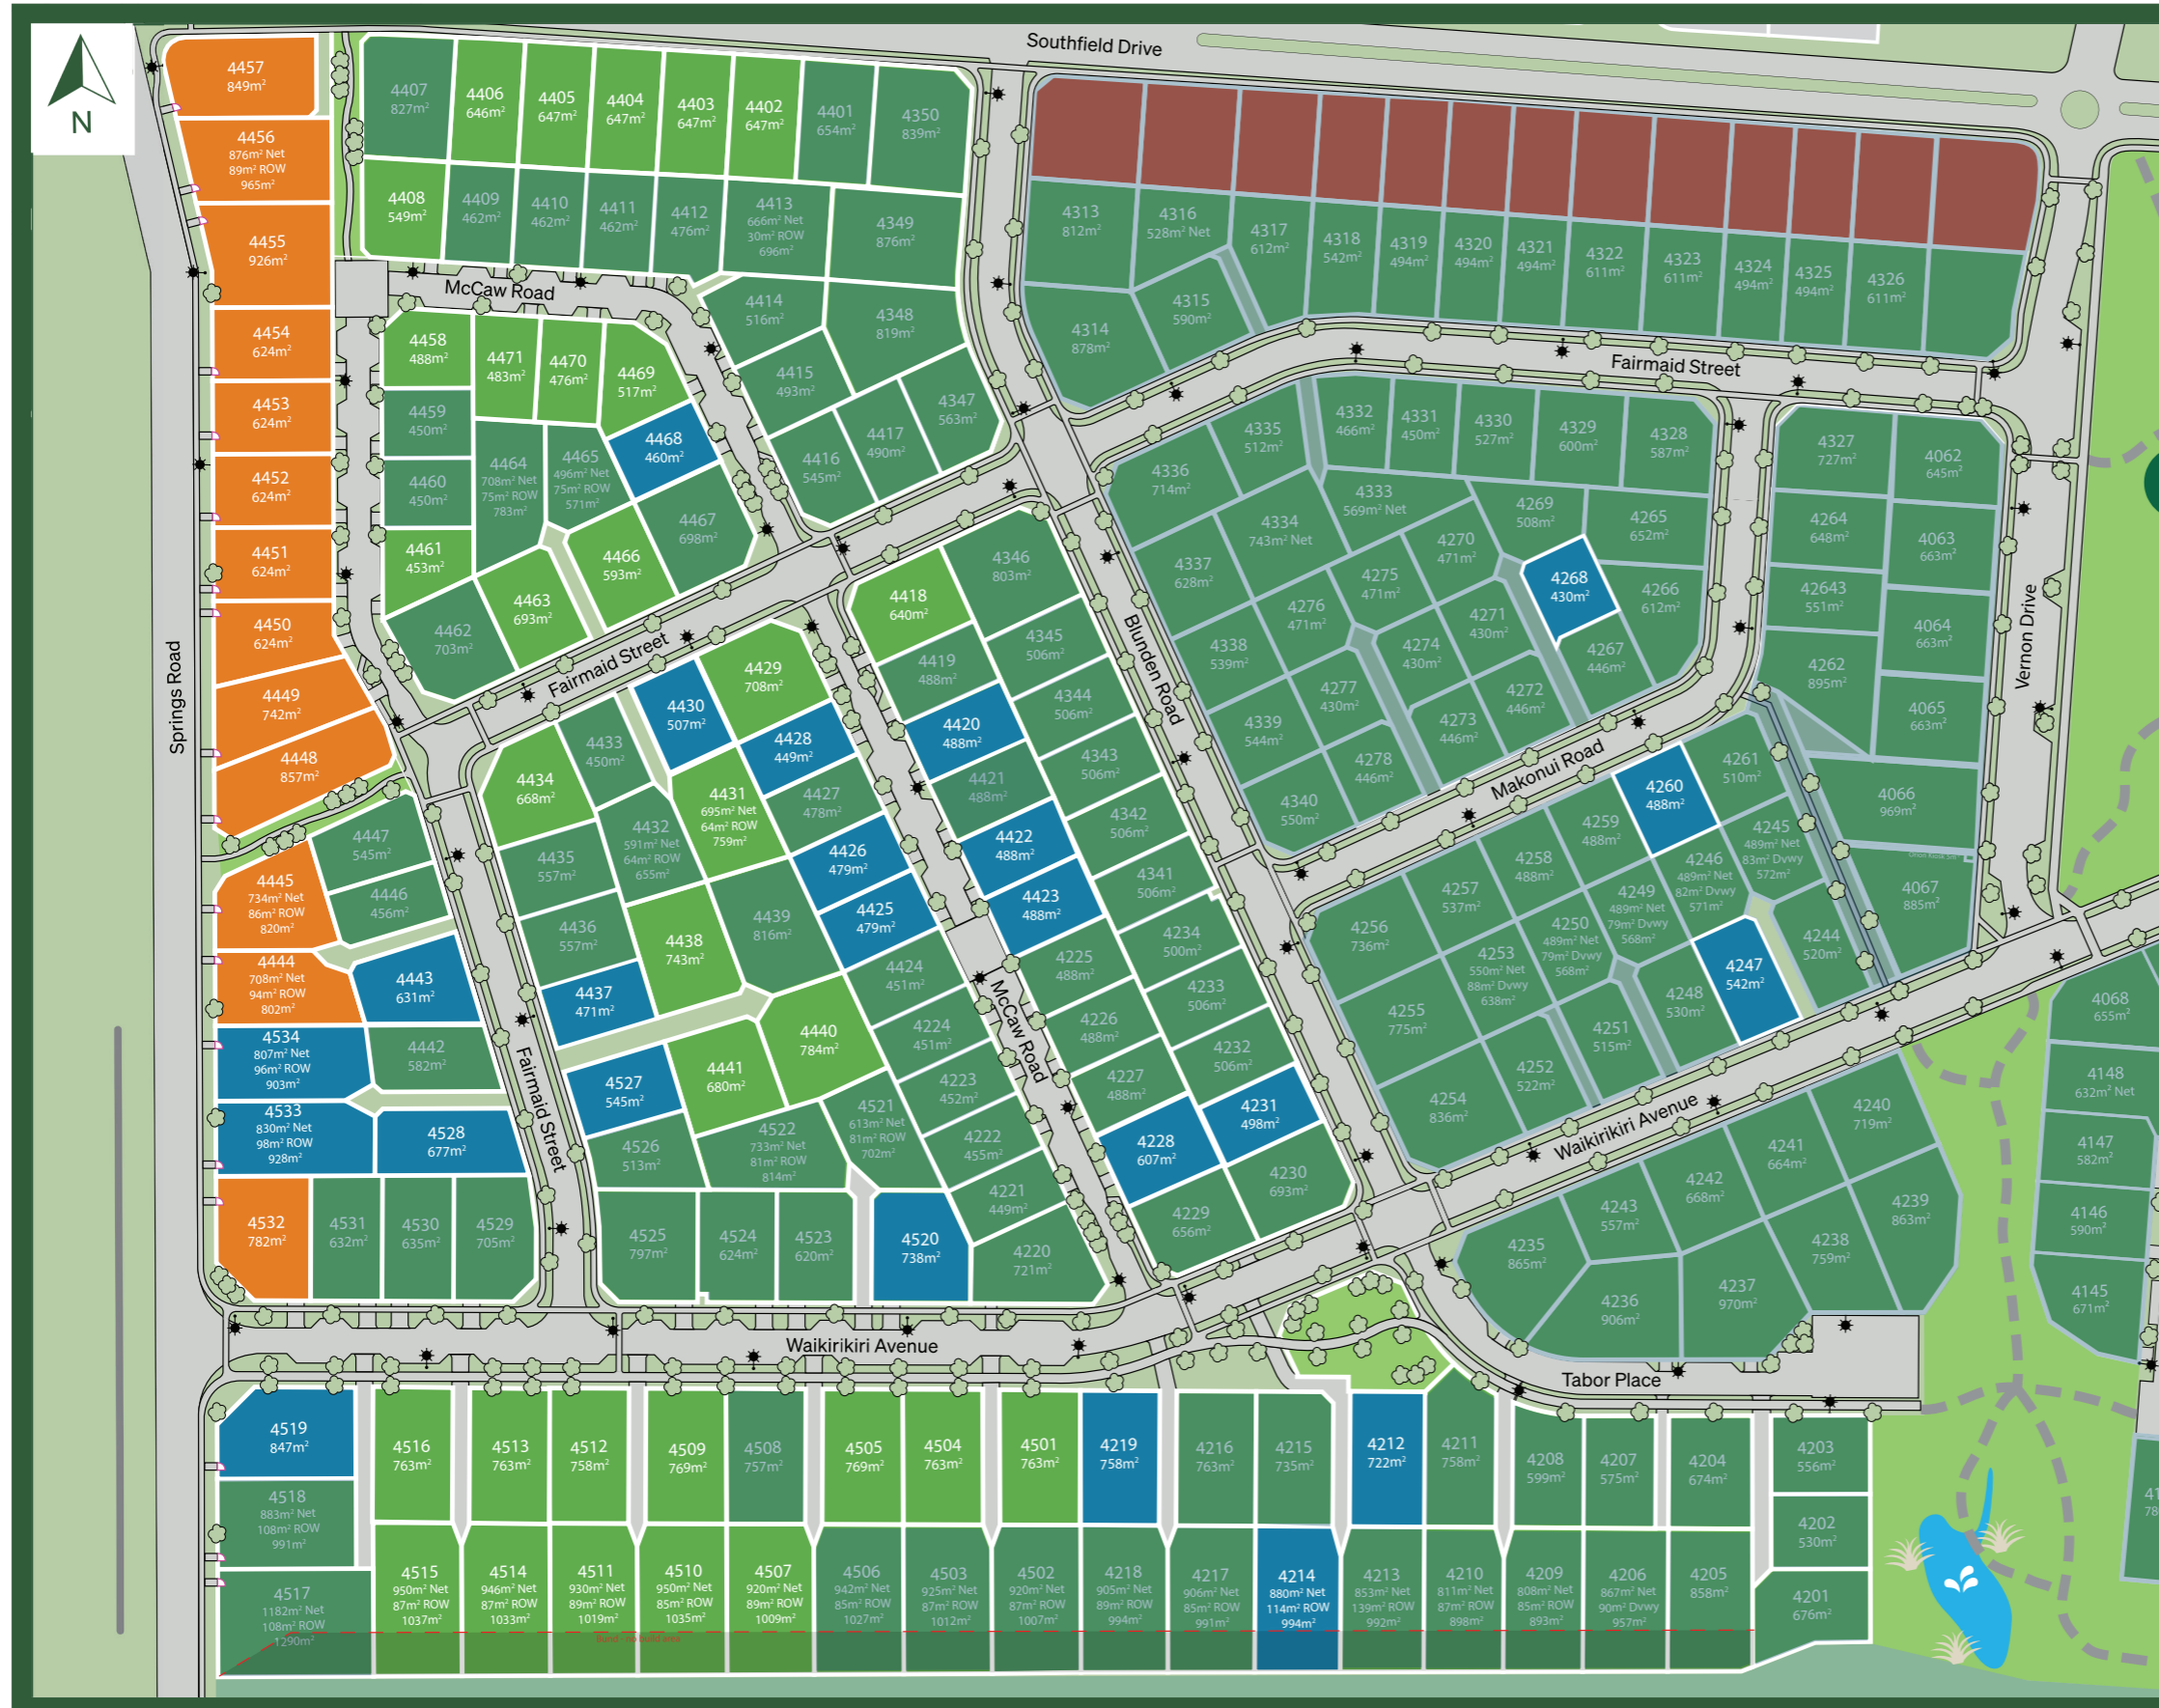 Southfield Drive
N
4457
849m²
4456
876m² Net
89m² ROW
965m²
4455
926m²
4454
624m²
4453
624m²
4452
624m²
4451
624m²
4450
624m²
4449
742m²
4448
857m²
4407
827m²
4406
646m²
4405
647m²
4404
647m²
4403
647m²
4402
647m²
4401
654m²
4350
839m²
4408
549m²
4409
462m²
4410
462m²
4411
462m²
4412
476m²
4413
666m² Net
30m² ROW
696m²
4349
876m²
McCaw Road
4414
516m²
4348
819m²
4415
493m²
4347
563m²
4417
490m²
4416
545m²
4458
488m²
4471
483m²
4470
476m²
4469
517m²
4459
450m²
4468
460m²
4464
708m² Net
75m² ROW
783m²
4465
496m² Net
75m² ROW
571m²
4460
450m²
4467
698m²
4461
453m²
4466
593m²
4463
693m²
4462
703m²
4313
812m²
4316
528m² Net
4317
612m²
4318
542m²
4319
494m²
4320
494m²
4321
494m²
4322
611m²
4323
611m²
4324
494m²
4325
494m²
4326
611m²
4315
590m²
4314
878m²
Fairmaid Street
4332
466m²
4331
450m²
4330
527m²
4329
600m²
4328
587m²
4335
512m²
4336
714m²
4333
569m² Net
4334
743m² Net
4269
508m²
4265
652m²
4270
471m²
4337
628m²
4275
471m²
4268
430m²
4266
612m²
4276
471m²
4271
430m²
4338
539m²
4274
430m²
4267
446m²
4277
430m²
4272
446m²
4339
544m²
4273
446m²
4278
446m²
4340
550m²
4327
727m²
4062
645m²
4264
648m²
4063
663m²
42643
551m²
4064
663m²
4262
895m²
4065
663m²
4066
969m²
4067
885m²
Vernon Drive
Blunden Road
Makonui Road
Springs Road
Fairmaid Street
4346
803m²
4418
640m²
4345
506m²
4419
488m²
4344
506m²
4420
488m²
4343
506m²
4421
488m²
4342
506m²
4422
488m²
4341
506m²
4423
488m²
4234
500m²
4225
488m²
4233
506m²
4226
488m²
4232
506m²
4227
488m²
4231
498m²
4228
607m²
4230
693m²
4229
656m²
4429
708m²
4430
507m²
4428
449m²
4433
450m²
4434
668m²
4431
695m² Net
64m² ROW
759m²
4427
478m²
4432
591m² Net
64m² ROW
655m²
4426
479m²
4435
557m²
4425
479m²
4439
816m²
4436
557m²
4438
743m²
4424
451m²
4437
471m²
4440
784m²
4224
451m²
4441
680m²
4527
545m²
4223
452m²
4521
613m² Net
81m² ROW
702m²
4522
733m² Net
81m² ROW
814m²
4526
513m²
4222
455m²
4221
449m²
4525
797m²
4524
624m²
4523
620m²
4520
738m²
4220
721m²
McCaw Road
4447
545m²
4446
456m²
4445
734m² Net
86m² ROW
820m²
4444
708m² Net
94m² ROW
802m²
4443
631m²
4534
807m² Net
96m² ROW
903m²
4442
582m²
4533
830m² Net
98m² ROW
928m²
4528
677m²
4532
782m²
4531
632m²
4530
635m²
4529
705m²
Fairmaid Street
4261
510m²
4260
488m²
4259
488m²
4245
489m² Net
83m² Dvwy
572m²
4258
488m²
4246
489m² Net
82m² Dvwy
571m²
4257
537m²
4249
489m² Net
79m² Dvwy
568m²
4256
736m²
4250
489m² Net
79m² Dvwy
568m²
4244
520m²
4253
550m² Net
88m² Dvwy
638m²
4247
542m²
4248
530m²
4255
775m²
4251
515m²
4252
522m²
4254
836m²
Waikirikiri Avenue
4240
719m²
4241
664m²
4242
668m²
4243
557m²
4239
863m²
4235
865m²
4238
759m²
4237
970m²
4236
906m²
4068
655m²
4148
632m² Net
4147
582m²
4146
590m²
4145
671m²
Waikirikiri Avenue
Tabor Place
4519
847m²
4516
763m²
4513
763m²
4512
758m²
4509
769m²
4508
757m²
4505
769m²
4504
763m²
4501
763m²
4219
758m²
4216
763m²
4215
735m²
4212
722m²
4211
758m²
4208
599m²
4207
575m²
4204
674m²
4203
556m²
4518
883m² Net
108m² ROW
991m²
4202
530m²
4517
1182m² Net
108m² ROW
1290m²
4515
950m² Net
87m² ROW
1037m²
4514
946m² Net
87m² ROW
1033m²
4511
930m² Net
89m² ROW
1019m²
4510
950m² Net
85m² ROW
1035m²
4507
920m² Net
89m² ROW
1009m²
4506
942m² Net
85m² ROW
1027m²
4503
925m² Net
87m² ROW
1012m²
4502
920m² Net
87m² ROW
1007m²
4218
905m² Net
89m² ROW
994m²
4217
906m² Net
85m² ROW
991m²
4214
880m² Net
114m² ROW
994m²
4213
853m² Net
139m² ROW
992m²
4210
811m² Net
87m² ROW
898m²
4209
808m² Net
85m² ROW
893m²
4206
867m² Net
90m² Dvwy
957m²
4205
858m²
4201
676m²
Bund - no build area